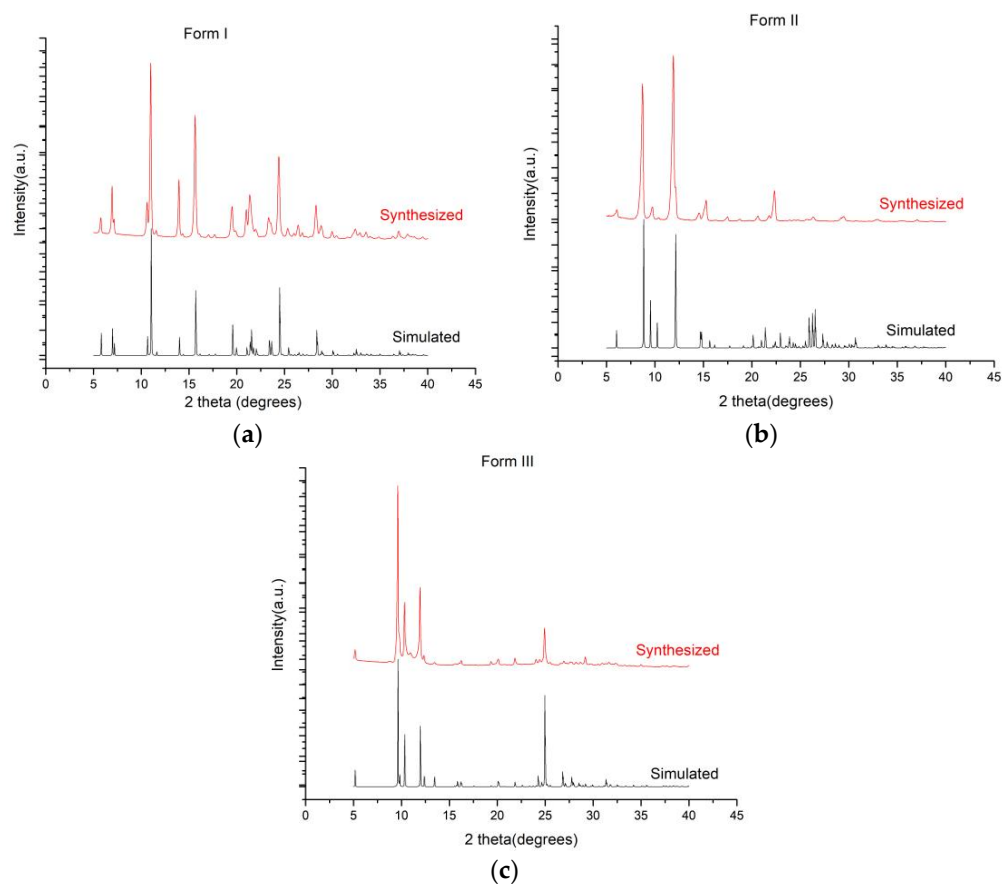 Form I
Intensity(a.u.)
Synthesized
Simulated
0 5 10 15 20 25 30 35 40 45
2 theta (degrees)
(a)
Form II
Intensity(a.u.)
Synthesized
Simulated
0 5 10 15 20 25 30 35 40 45
2 theta(degrees)
(b)
Form III
Intensity(a.u.)
Synthesized
Simulated
0 5 10 15 20 25 30 35 40 45
2 theta(degrees)
(c)